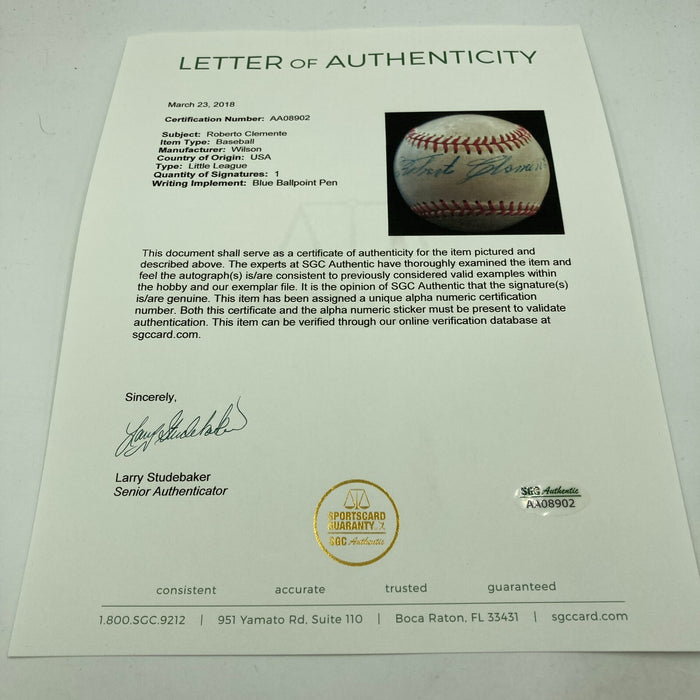 LETTER OF AUTHENTICITY
March 23, 2018
Certification Number: AA08902
Subject: Roberto Clemente
Item Type: Baseball
Manufacturer: Wilson
Country of Origin: USA
Type: Little League
Quantity of Signatures: 1
Writing Implement: Blue Ballpoint Pen
This document shall serve as a certificate of authenticity for the item pictured and
described above. The experts at SGC Authentic have thoroughly examined the item and
feel the autograph(s) is/are consistent to previously considered valid examples within
the hobby and our exemplar file. It is the opinion of SGC Authentic that the signature(s)
is/are genuine. This item has been assigned a unique alpha numeric certification
number. Both this certificate and the alpha numeric sticker must be present to validate
authentication. This item can be verified through our online verification database at
sgccard.com.
Sincerely,
Larry Studebaker
Larry Studebaker
Senior Authenticator
SPORTSCARD
GUARANTY
SGC Authentic
SGC Authentic
AA08902
consistent accurate trusted guaranteed
1.800.SGC.9212 | 951 Yamato Rd, Suite 110 | Boca Raton, FL 33431 | sgccard.com